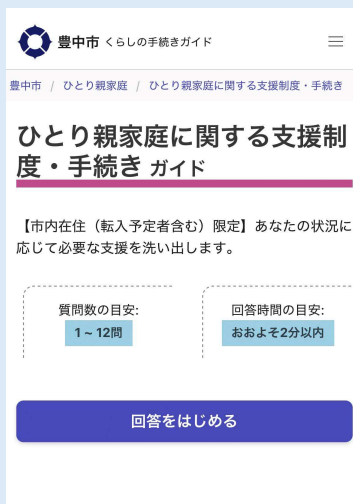 豊中市 くらしの手続きガイド
豊中市 / ひとり親家庭 / ひとり親家庭に関する支援制度・手続き
ひとり親家庭に関する支援制
度・手続き ガイド
【市内在住（転入予定者含む）限定】あなたの状況に
応じて必要な支援を洗い出します。
質問数の目安:
1 ~ 12問
回答時間の目安:
おおよそ2分以内
回答をはじめる